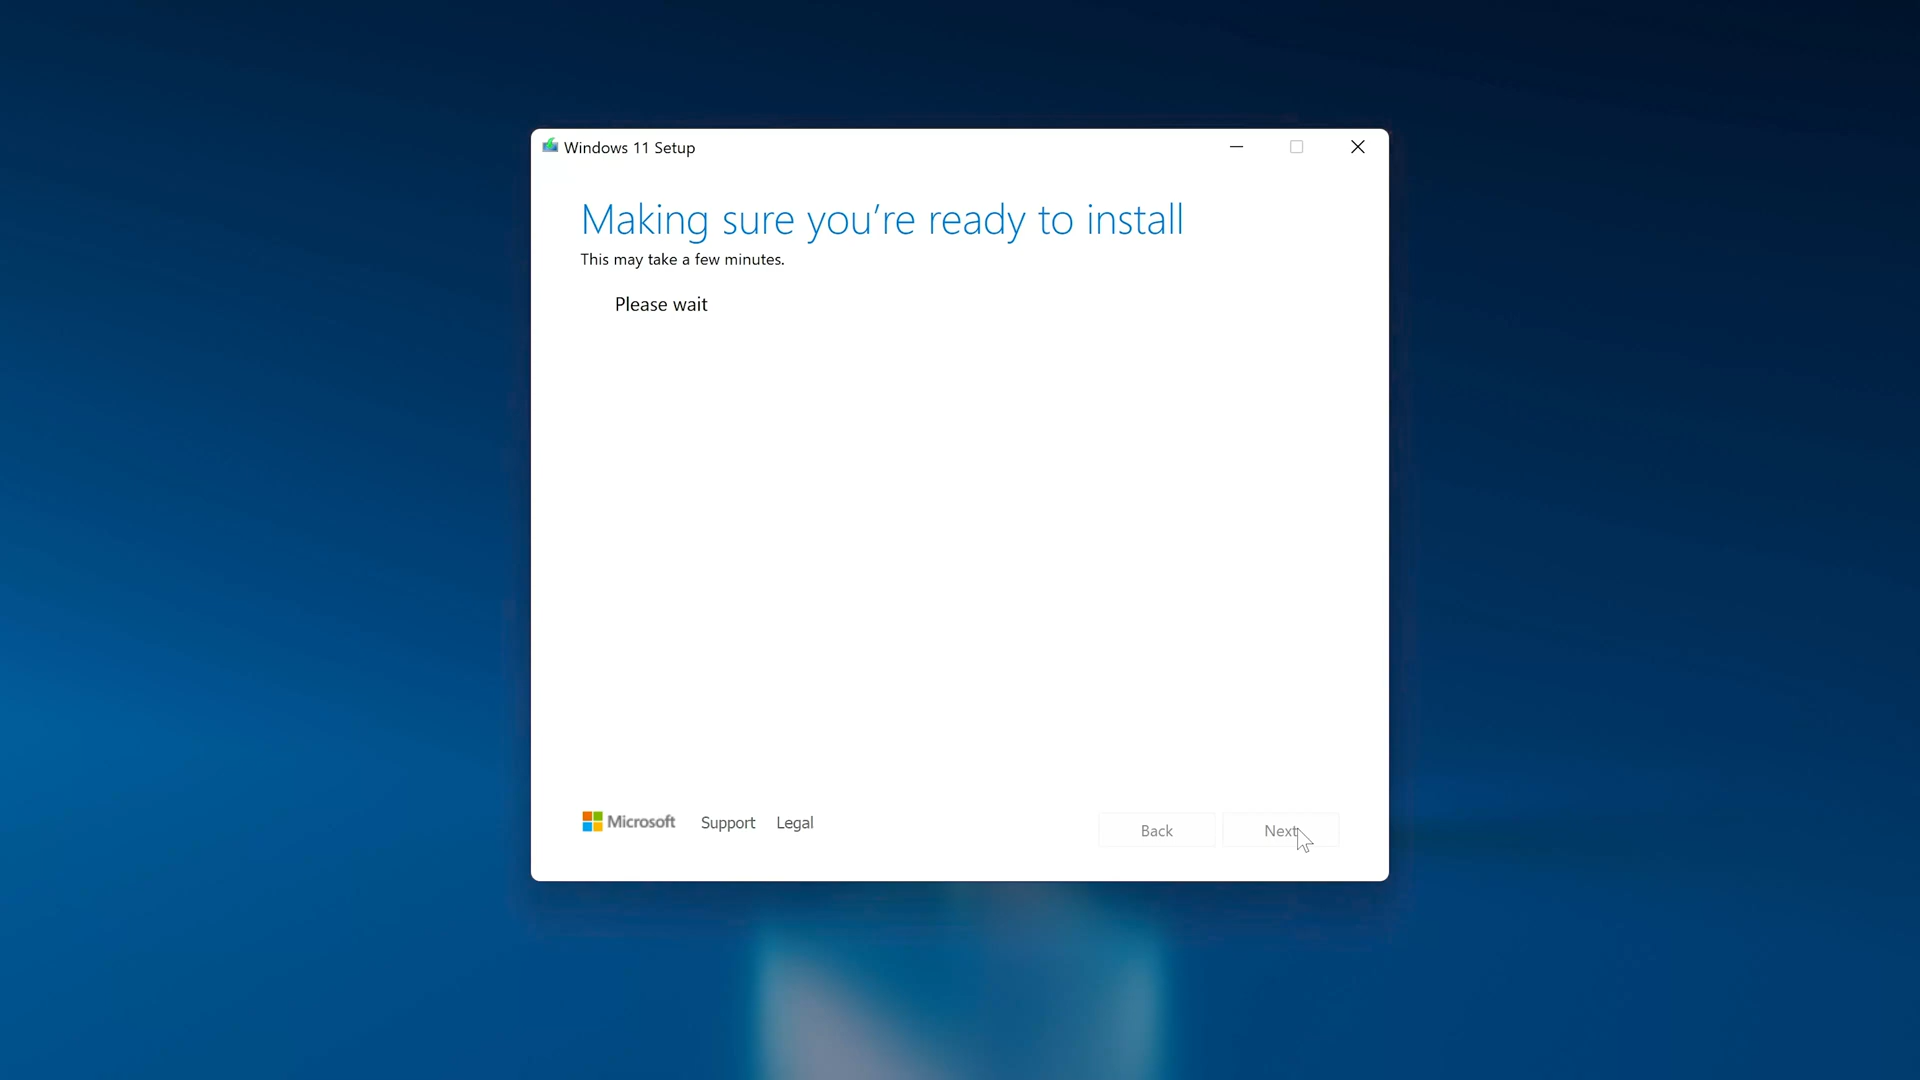 Windows 11 Setup
Making sure you’re ready to install
This may take a few minutes.
Please wait
Microsoft Support Legal
Back Next